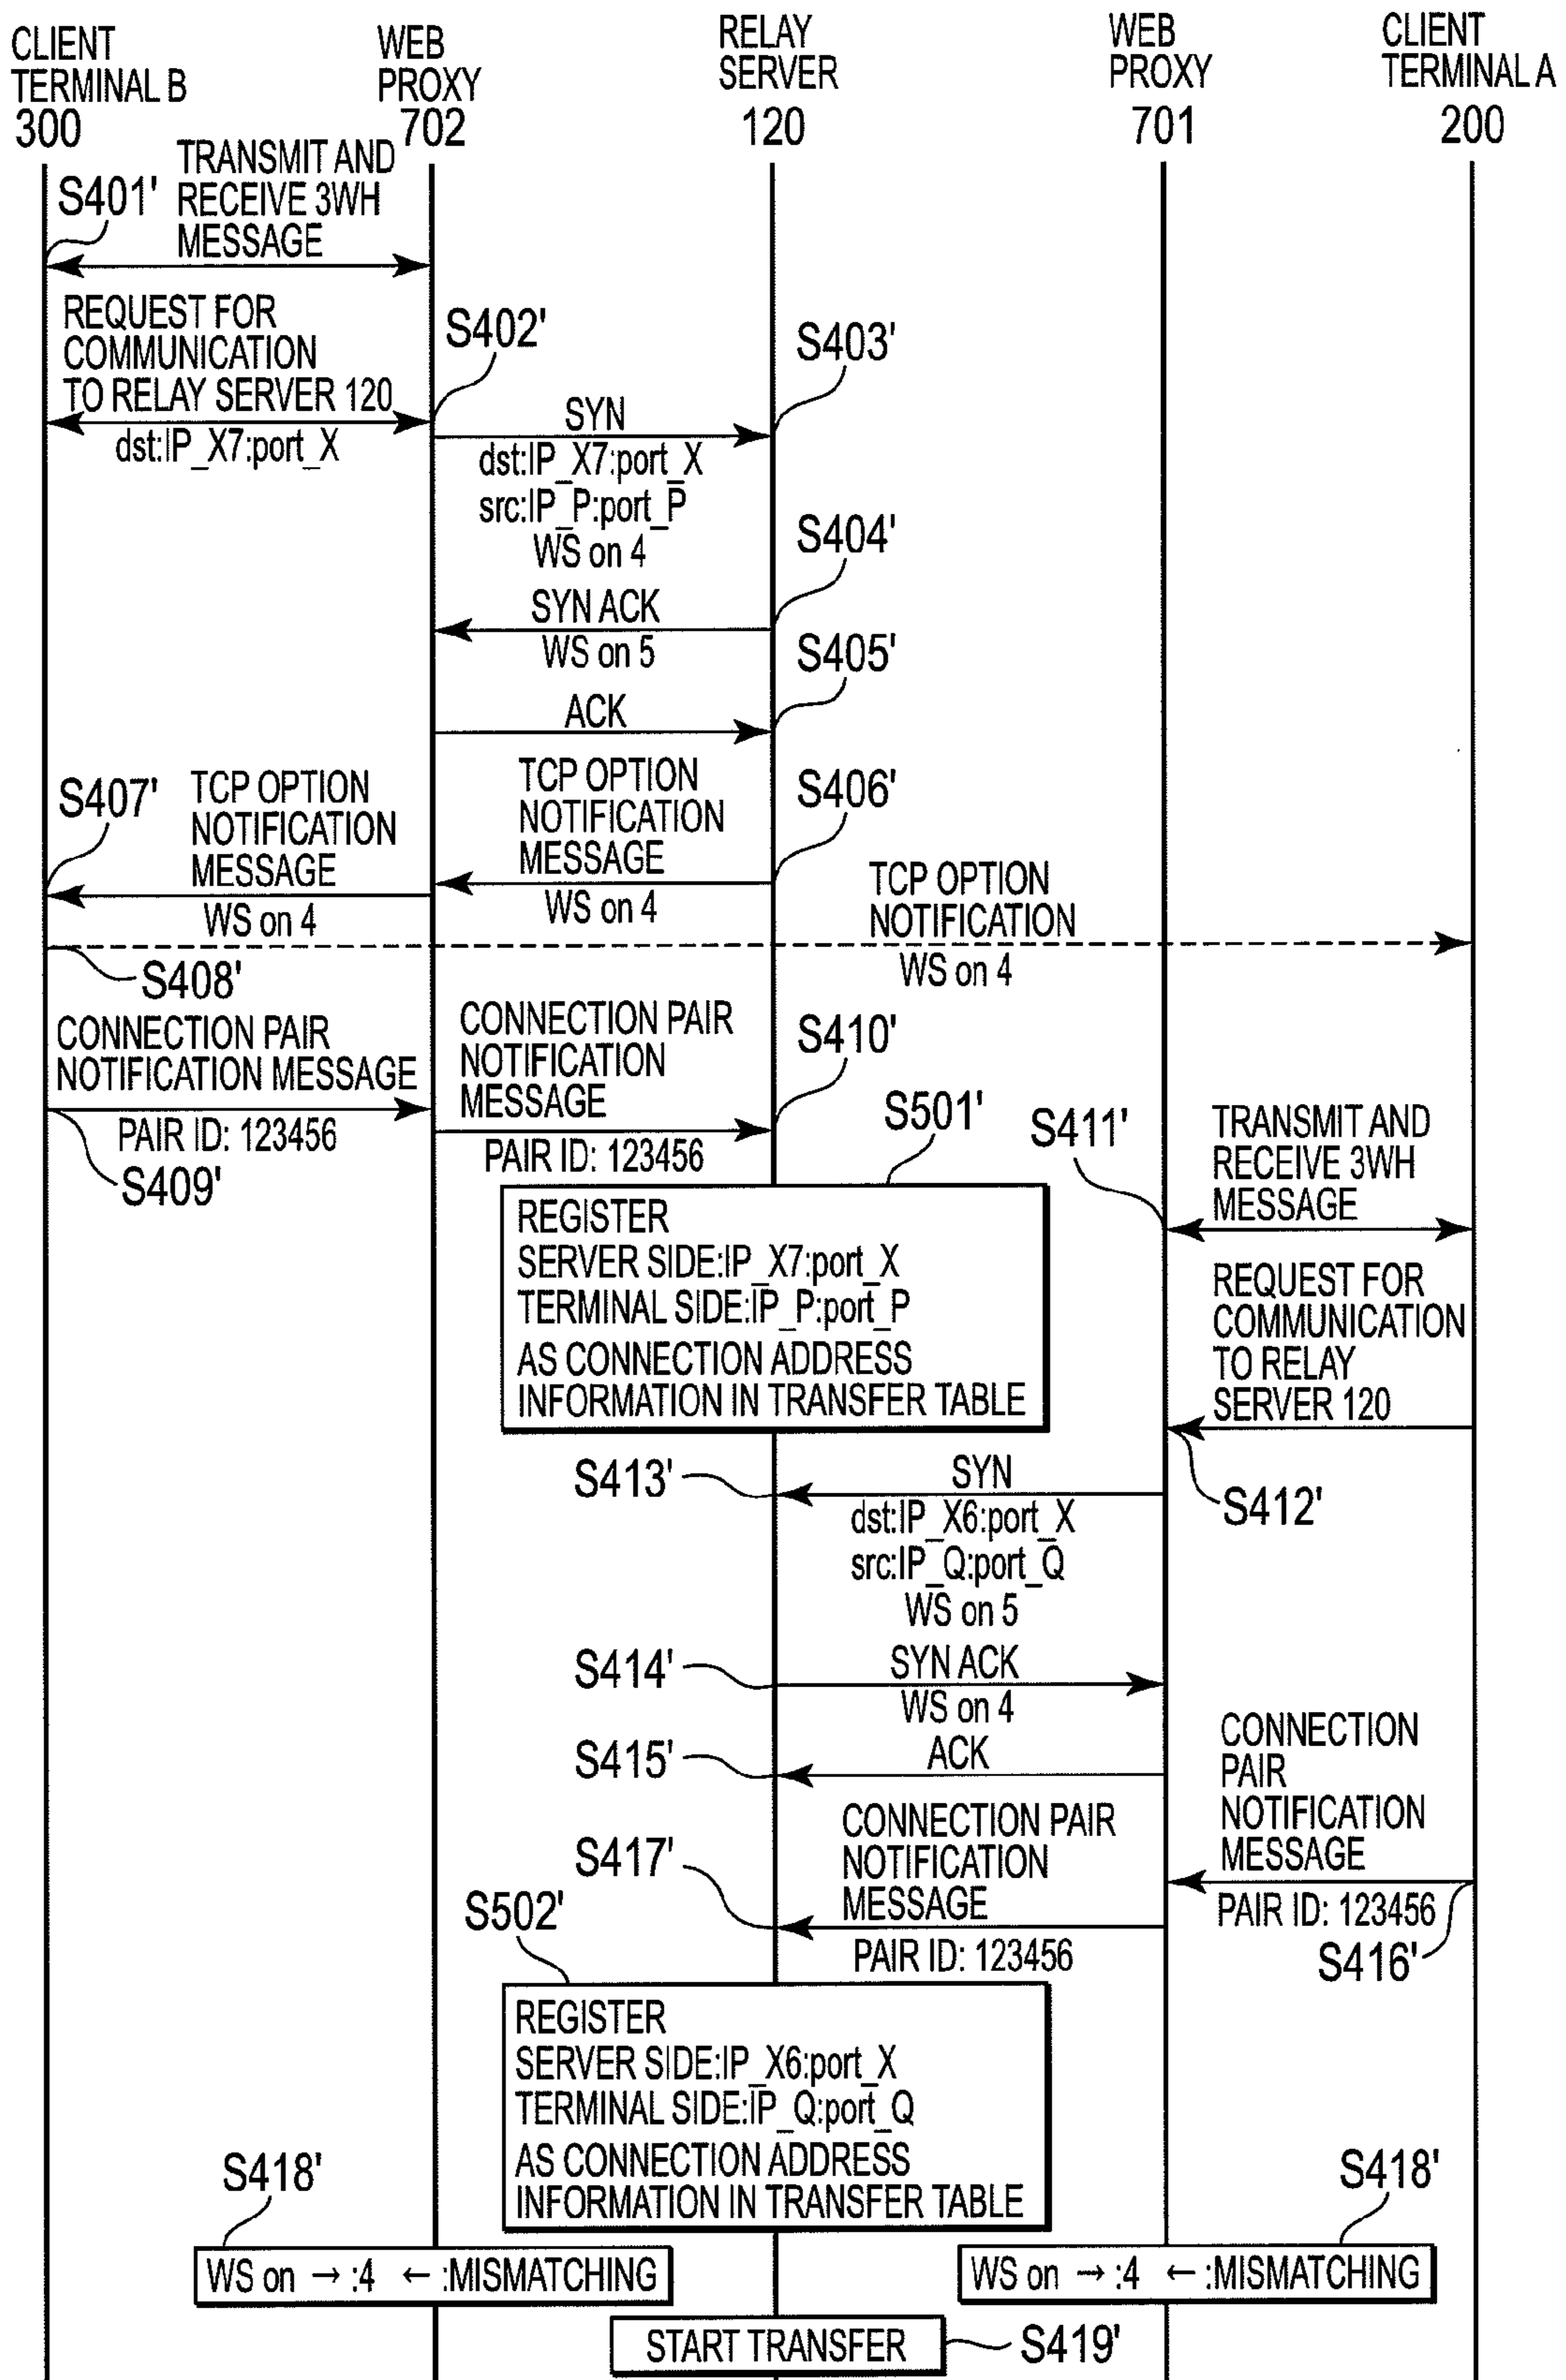 CLIENT
TERMINAL B
300
WEB
PROXY
702
RELAY
SERVER
120
WEB
PROXY
701
CLIENT
TERMINAL A
200
S401'
TRANSMIT AND
RECEIVE 3WH
MESSAGE
REQUEST FOR
COMMUNICATION
TO RELAY SERVER 120
dst:IP_X7:port_X
S402'
S403'
SYN
dst:IP_X7:port_X
src:IP_P:port_P
WS on 4
S404'
SYN ACK
WS on 5
S405'
ACK
S406'
TCP OPTION
NOTIFICATION
MESSAGE
WS on 4
S407'
TCP OPTION
NOTIFICATION
MESSAGE
WS on 4
TCP OPTION
NOTIFICATION
WS on 4
S408'
CONNECTION PAIR
NOTIFICATION MESSAGE
PAIR ID: 123456
S409'
CONNECTION PAIR
NOTIFICATION
MESSAGE
PAIR ID: 123456
S410'
S501'
REGISTER
SERVER SIDE:IP_X7:port_X
TERMINAL SIDE:IP_P:port_P
AS CONNECTION ADDRESS
INFORMATION IN TRANSFER TABLE
S411'
TRANSMIT AND
RECEIVE 3WH
MESSAGE
REQUEST FOR
COMMUNICATION
TO RELAY
SERVER 120
S412'
S413'
SYN
dst:IP_X6:port_X
src:IP_Q:port_Q
WS on 5
S414'
SYN ACK
WS on 4
S415'
ACK
CONNECTION
PAIR
NOTIFICATION
MESSAGE
PAIR ID: 123456
S416'
S417'
CONNECTION PAIR
NOTIFICATION
MESSAGE
PAIR ID: 123456
S502'
REGISTER
SERVER SIDE:IP_X6:port_X
TERMINAL SIDE:IP_Q:port_Q
AS CONNECTION ADDRESS
INFORMATION IN TRANSFER TABLE
S418'
WS on → :4 ← :MISMATCHING
S418'
WS on → :4 ← :MISMATCHING
START TRANSFER
S419'